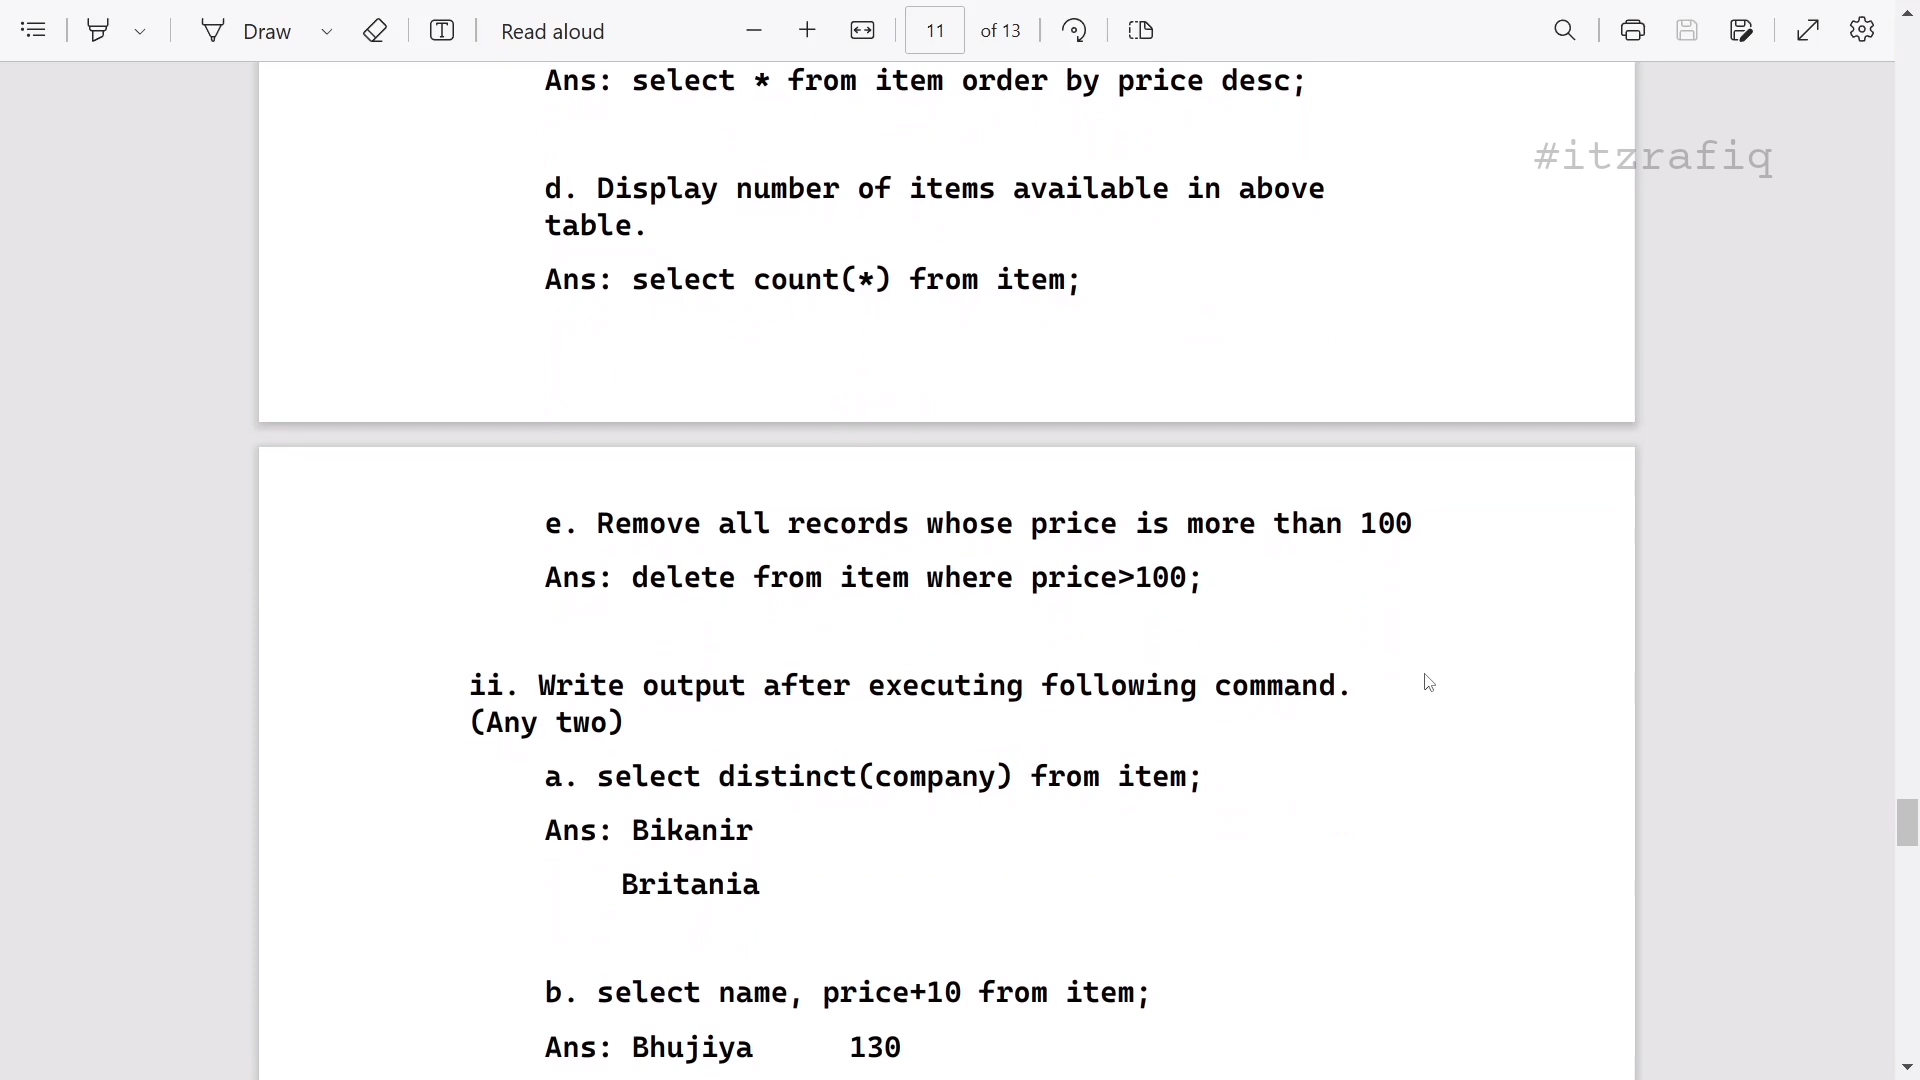 Draw
Read aloud
11 of 13
Ans: select * from item order by price desc;
#itzrafiq
d. Display number of items available in above
table.
Ans: select count(*) from item;
e. Remove all records whose price is more than 100
Ans: delete from item where price>100;
ii. Write output after executing following command.
(Any two)
a. select distinct(company) from item;
Ans: Bikanir
Britania
b. select name, price+10 from item;
Ans: Bhujiya 130